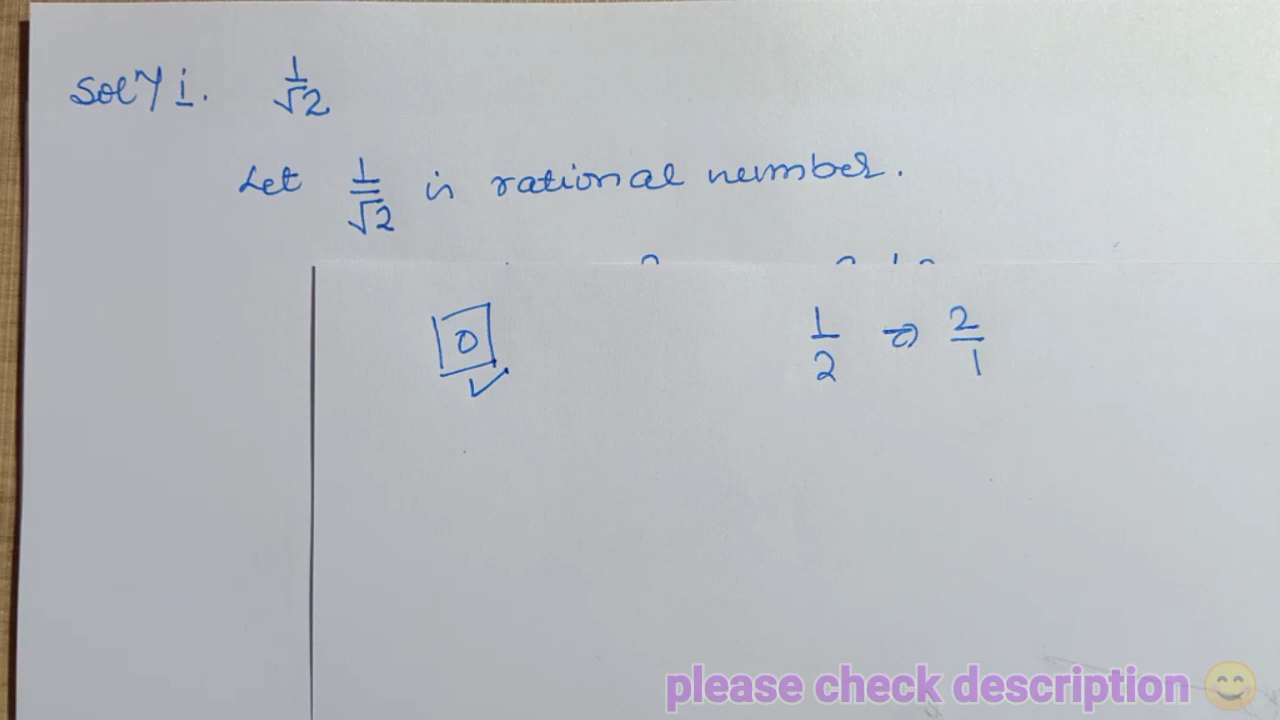 Solⁿ) i. 1/√2
Let 1/√2 is rational number.
0 1/2 ⇒ 2/1
please check description 😊